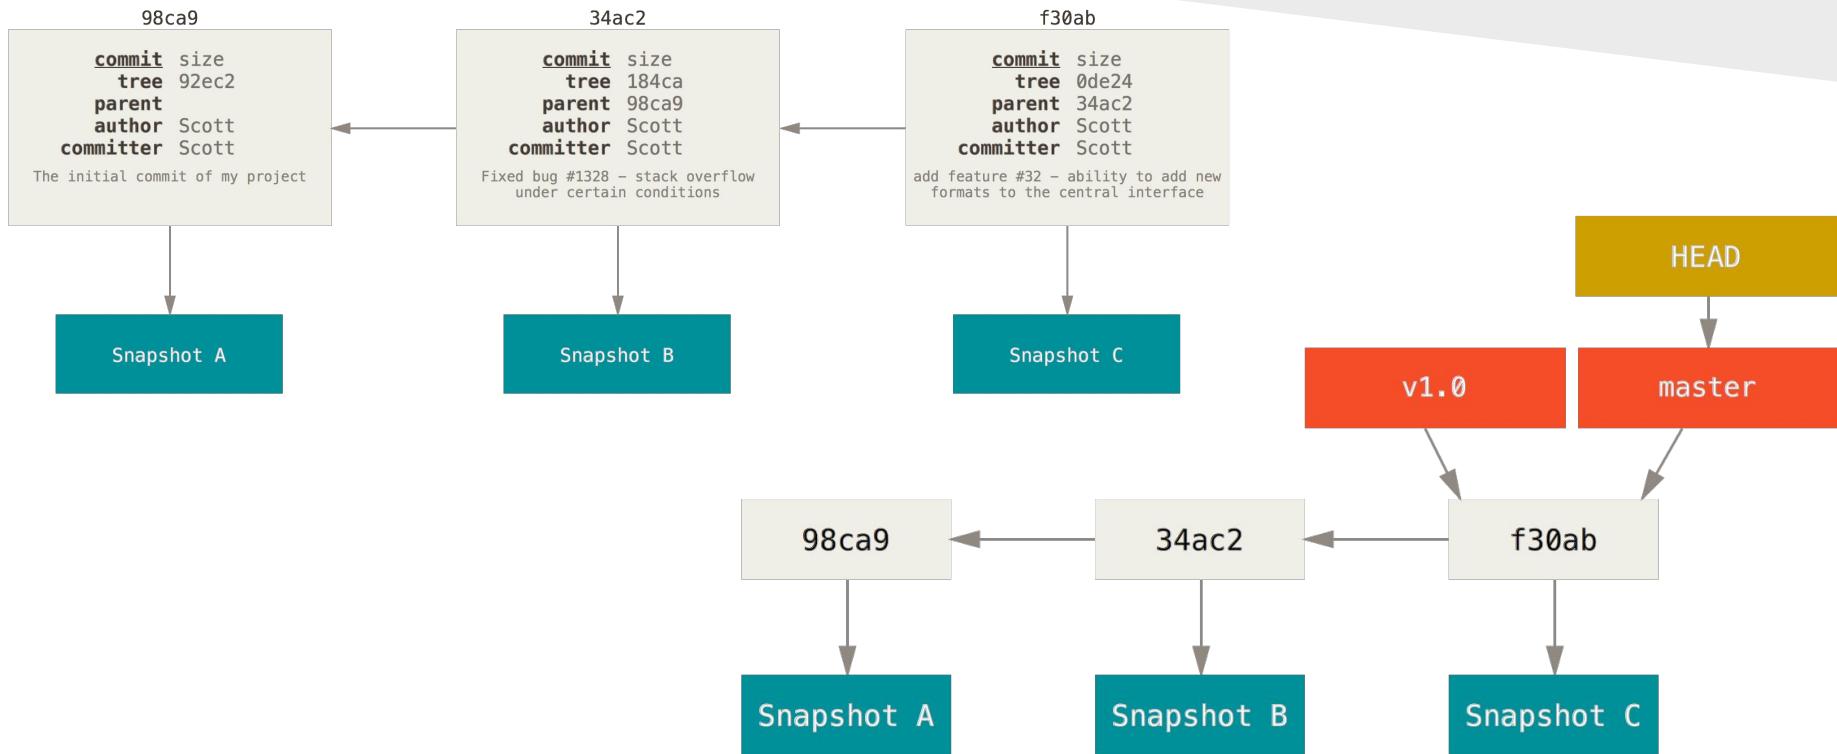 98ca9
commit size
tree 92ec2
parent
author Scott
committer Scott
The initial commit of my project
Snapshot A
34ac2
commit size
tree 184ca
parent 98ca9
author Scott
committer Scott
Fixed bug #1328 – stack overflow
under certain conditions
Snapshot B
f30ab
commit size
tree 0de24
parent 34ac2
author Scott
committer Scott
add feature #32 – ability to add new
formats to the central interface
Snapshot C
HEAD
v1.0
master
98ca9
34ac2
f30ab
Snapshot A
Snapshot B
Snapshot C